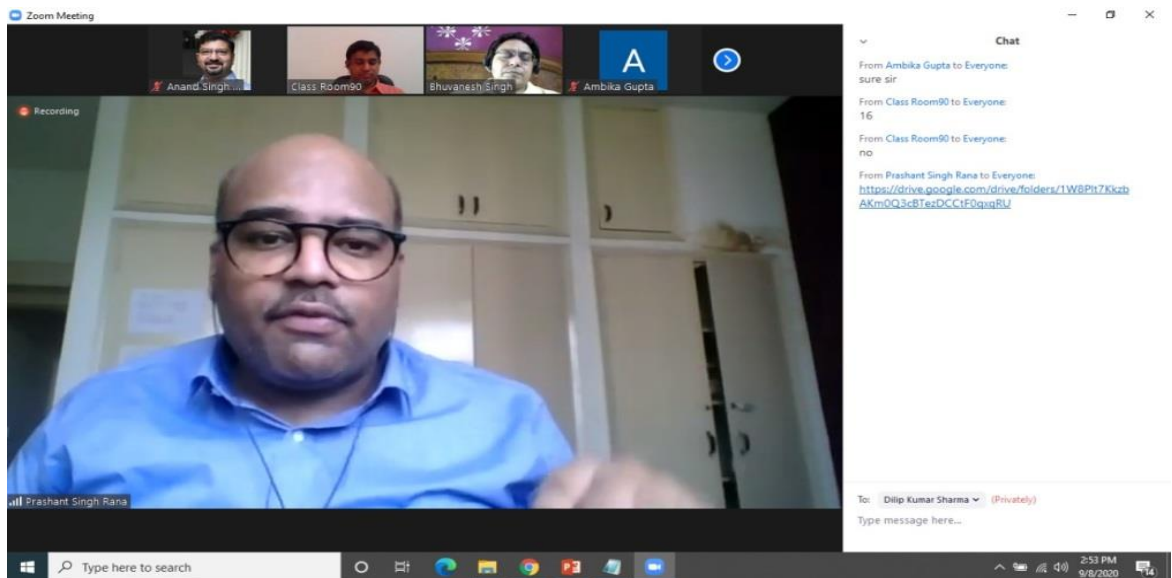 Zoom Meeting
Anand Singh ...
Class Room90
Bhuvanesh Singh
A
Ambika Gupta
Recording
Prashant Singh Rana
Chat
From Ambika Gupta to Everyone:
sure sir
From Class Room90 to Everyone:
16
From Class Room90 to Everyone:
no
From Prashant Singh Rana to Everyone:
https://drive.google.com/drive/folders/1W8Plt7Kkzb
AKm0Q3cBTezDCCtF0qxqRU
To: Dilip Kumar Sharma (Privately)
Type message here...
Type here to search
2:53 PM
9/8/2020
14